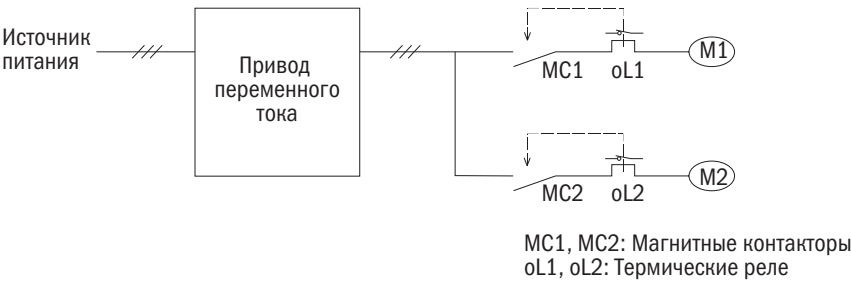 Источник
питания
Привод
переменного
тока
MC1
oL1
M1
MC2
oL2
M2
MC1, MC2: Магнитные контакторы
oL1, oL2: Термические реле